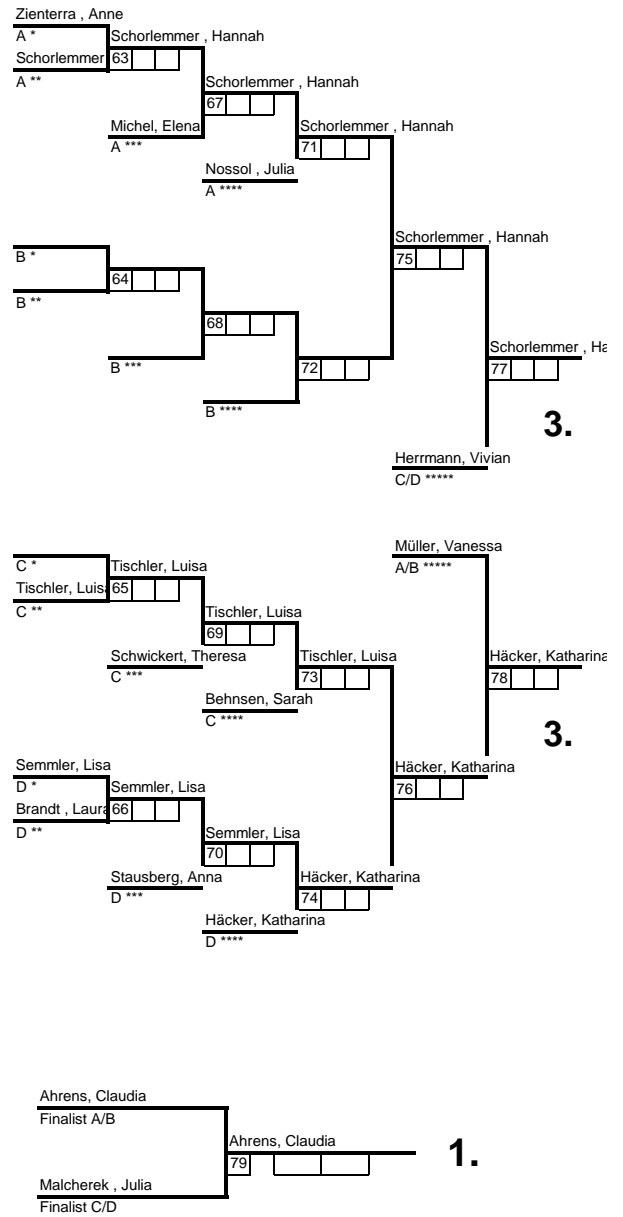 Zienterra , Anne
A *
Schorlemmer , Hannah
Schorlemmer
63
A **
Schorlemmer , Hannah
67
Michel, Elena
A ***
Schorlemmer , Hannah
71
Nossol , Julia
A ****
Schorlemmer , Hannah
75
B *
64
B **
68
Schorlemmer , Ha
B ***
72
77
B ****
3.
Herrmann, Vivian
C/D *****
Müller, Vanessa
A/B *****
C *
Tischler, Luisa
Tischler, Luisa
65
C **
Tischler, Luisa
69
Schwickert, Theresa
C ***
Tischler, Luisa
73
Häcker, Katharina
78
Behnsen, Sarah
C ****
3.
Semmler, Lisa
D *
Semmler, Lisa
Häcker, Katharina
76
Brandt , Laura
66
D **
Semmler, Lisa
70
Stausberg, Anna
D ***
Häcker, Katharina
74
Häcker, Katharina
D ****
Ahrens, Claudia
Finalist A/B
Ahrens, Claudia
79
1.
Malcherek , Julia
Finalist C/D